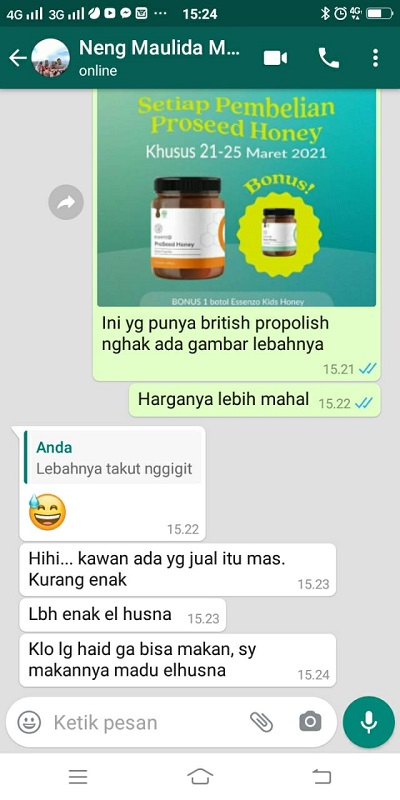 4G 3G 15:24 4G
Neng Maulida M...
online
Setiap Pembelian
Proseed Honey
Khusus 21-25 Maret 2021
Bonus!
ProSeed Honey
BONUS 1 botol Essenzo Kids Honey
Ini yg punya british propolish
nghak ada gambar lebahnya
15.21
Harganya lebih mahal 15.22
Anda
Lebahnya takut nggigit
15.22
Hihi... kawan ada yg jual itu mas.
Kurang enak
15.23
Lbh enak el husna 15.23
Klo lg haid ga bisa makan, sy
makannya madu elhusna
15.24
Ketik pesan